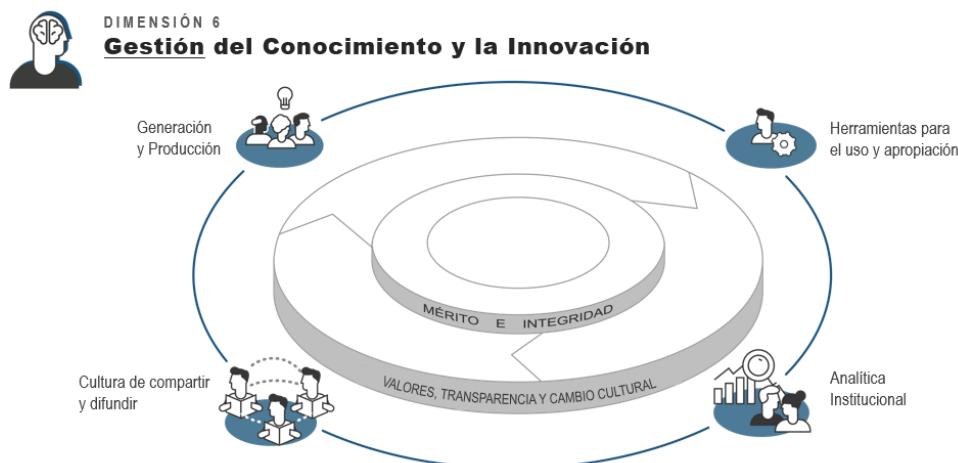 DIMENSIÓN 6
Gestión del Conocimiento y la Innovación
Generación
y Producción
Herramientas para
el uso y apropiación
MÉRITO E INTEGRIDAD
VALORES, TRANSPARENCIA Y CAMBIO CULTURAL
Cultura de compartir
y difundir
Analítica
Institucional